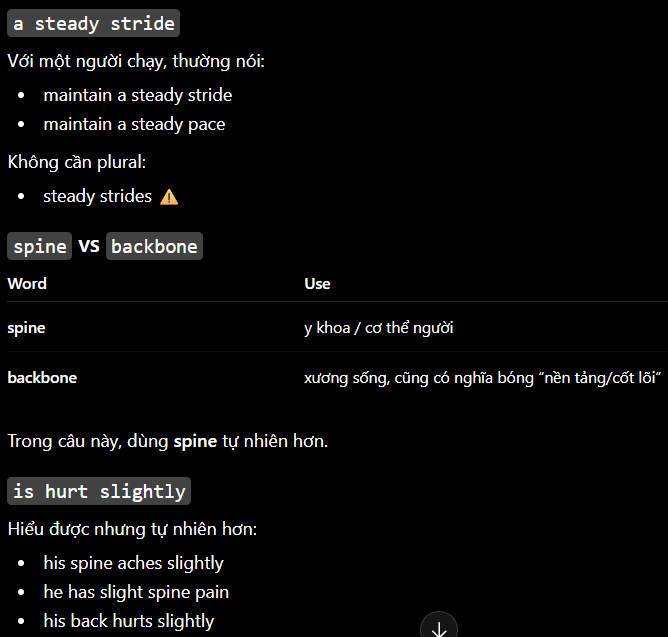 a steady stride
Với một người chạy, thường nói:
maintain a steady stride
maintain a steady pace
Không cần plural:
steady strides ⚠️
spine vs backbone
Word Use
spine y khoa / cơ thể người
backbone xương sống, cũng có nghĩa bóng “nền tảng/cốt lõi”
Trong câu này, dùng spine tự nhiên hơn.
is hurt slightly
Hiểu được nhưng tự nhiên hơn:
his spine aches slightly
he has slight spine pain
his back hurts slightly